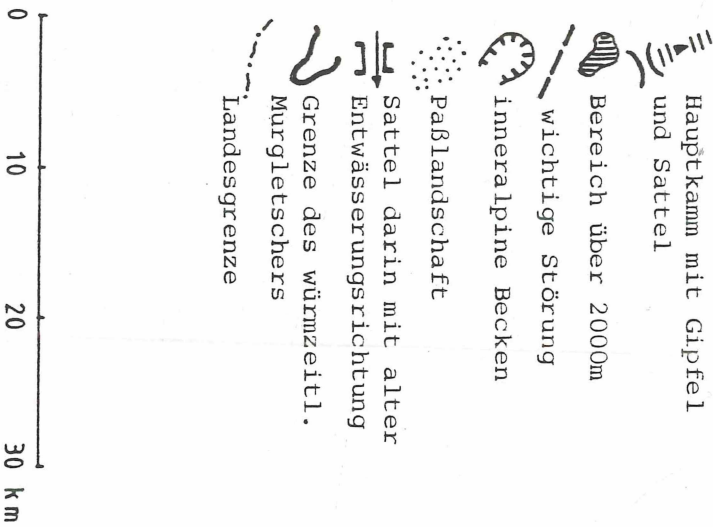 Hauptkamm mit Gipfel
und Sattel
Bereich über 2000m
wichtige Störung
inneralpine Becken
Paßlandschaft
Sattel darin mit alter
Entwässerungsrichtung
Grenze des würmzeitl.
Murgletschers
Landesgrenze
0 10 20 30 km